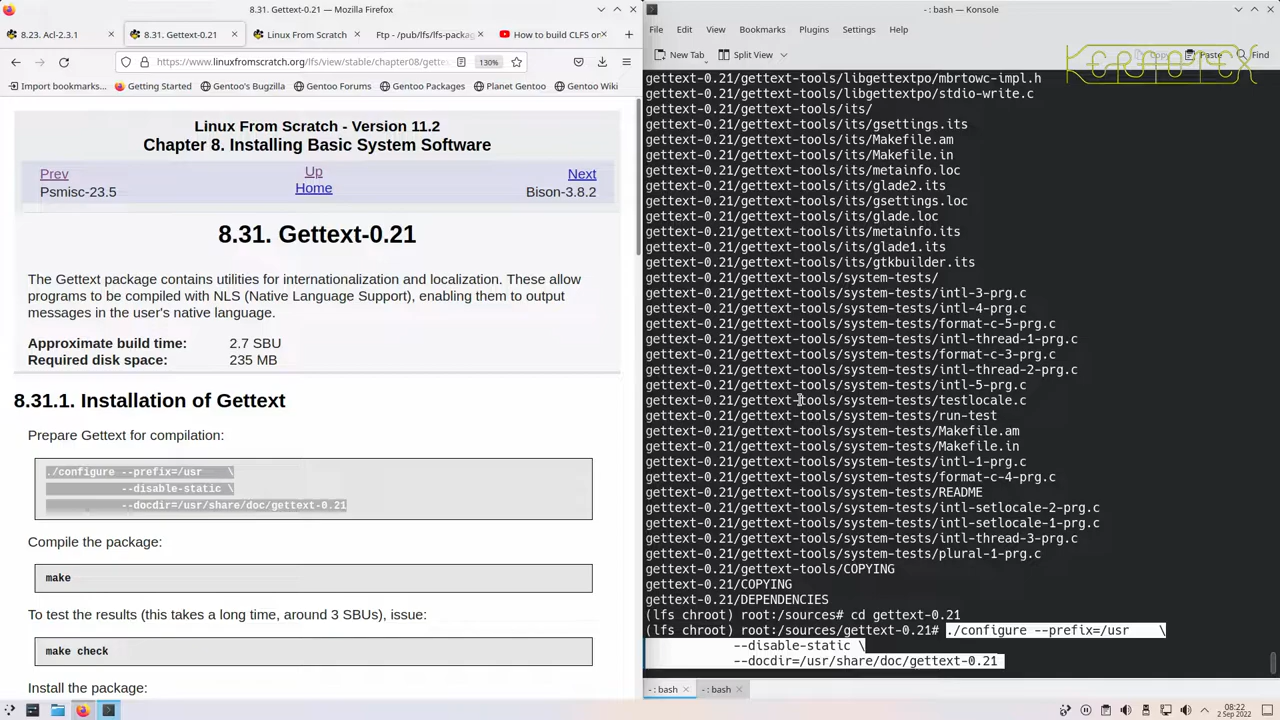 8.31. Gettext-0.21 — Mozilla Firefox
8.23. Acl-2.3.1
8.31. Gettext-0.21
Linux From Scratch
Ftp - /pub/lfs/lfs-packag
How to build CLFS on
https://www.linuxfromscratch.org/lfs/view/stable/chapter08/gette
Import bookmarks...
Getting Started
Gentoo's Bugzilla
Gentoo Forums
Gentoo Packages
Planet Gentoo
Gentoo Wiki
Linux From Scratch - Version 11.2
Chapter 8. Installing Basic System Software
Prev
Up
Next
Psmisc-23.5
Home
Bison-3.8.2
8.31. Gettext-0.21
The Gettext package contains utilities for internationalization and localization. These allow
programs to be compiled with NLS (Native Language Support), enabling them to output
messages in the user's native language.
Approximate build time: 2.7 SBU
Required disk space: 235 MB
8.31.1. Installation of Gettext
Prepare Gettext for compilation:
./configure --prefix=/usr \
--disable-static \
--docdir=/usr/share/doc/gettext-0.21
Compile the package:
make
To test the results (this takes a long time, around 3 SBUs), issue:
make check
Install the package:
- : bash — Konsole
File Edit View Bookmarks Plugins Settings Help
New Tab
Split View
Copy
Paste
Find
KERNOTEX
gettext-0.21/gettext-tools/libgettextpo/mbrtowc-impl.h
gettext-0.21/gettext-tools/libgettextpo/stdio-write.c
gettext-0.21/gettext-tools/its/
gettext-0.21/gettext-tools/its/gsettings.its
gettext-0.21/gettext-tools/its/Makefile.am
gettext-0.21/gettext-tools/its/Makefile.in
gettext-0.21/gettext-tools/its/metainfo.loc
gettext-0.21/gettext-tools/its/glade2.its
gettext-0.21/gettext-tools/its/gsettings.loc
gettext-0.21/gettext-tools/its/glade.loc
gettext-0.21/gettext-tools/its/metainfo.its
gettext-0.21/gettext-tools/its/glade1.its
gettext-0.21/gettext-tools/its/gtkbuilder.its
gettext-0.21/gettext-tools/system-tests/
gettext-0.21/gettext-tools/system-tests/intl-3-prg.c
gettext-0.21/gettext-tools/system-tests/intl-4-prg.c
gettext-0.21/gettext-tools/system-tests/format-c-5-prg.c
gettext-0.21/gettext-tools/system-tests/intl-thread-1-prg.c
gettext-0.21/gettext-tools/system-tests/format-c-3-prg.c
gettext-0.21/gettext-tools/system-tests/intl-thread-2-prg.c
gettext-0.21/gettext-tools/system-tests/intl-5-prg.c
gettext-0.21/gettext-tools/system-tests/testlocale.c
gettext-0.21/gettext-tools/system-tests/run-test
gettext-0.21/gettext-tools/system-tests/Makefile.am
gettext-0.21/gettext-tools/system-tests/Makefile.in
gettext-0.21/gettext-tools/system-tests/intl-1-prg.c
gettext-0.21/gettext-tools/system-tests/format-c-4-prg.c
gettext-0.21/gettext-tools/system-tests/README
gettext-0.21/gettext-tools/system-tests/intl-setlocale-2-prg.c
gettext-0.21/gettext-tools/system-tests/intl-setlocale-1-prg.c
gettext-0.21/gettext-tools/system-tests/intl-thread-3-prg.c
gettext-0.21/gettext-tools/system-tests/plural-1-prg.c
gettext-0.21/gettext-tools/COPYING
gettext-0.21/COPYING
gettext-0.21/DEPENDENCIES
(lfs chroot) root:/sources# cd gettext-0.21
(lfs chroot) root:/sources/gettext-0.21# ./configure --prefix=/usr \
--disable-static \
--docdir=/usr/share/doc/gettext-0.21
- : bash
- : bash
08:22
2 Sep 2022